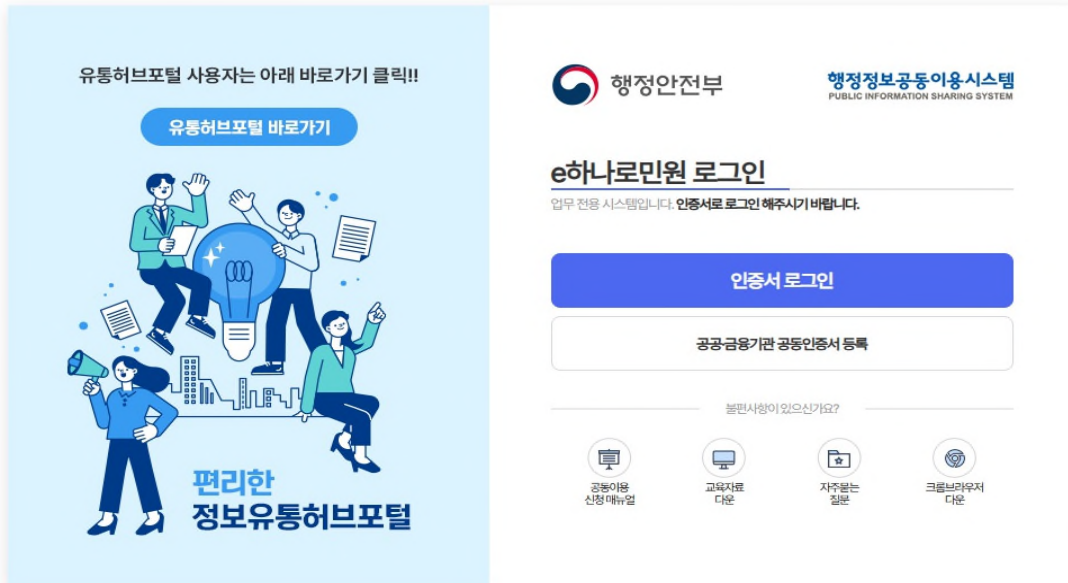 유통허브포털 사용자는 아래 바로가기 클릭!!
유통허브포털 바로가기
편리한
정보유통허브포털
행정안전부
행정정보공동이용시스템
PUBLIC INFORMATION SHARING SYSTEM
e하나로민원 로그인
업무 전용 시스템입니다. 인증서로 로그인 해주시기 바랍니다.
인증서 로그인
공공·금융기관 공동인증서 등록
불편사항이 있으신가요?
공동이용
신청 매뉴얼
교육자료
다운
자주묻는
질문
크롬브라우저
다운